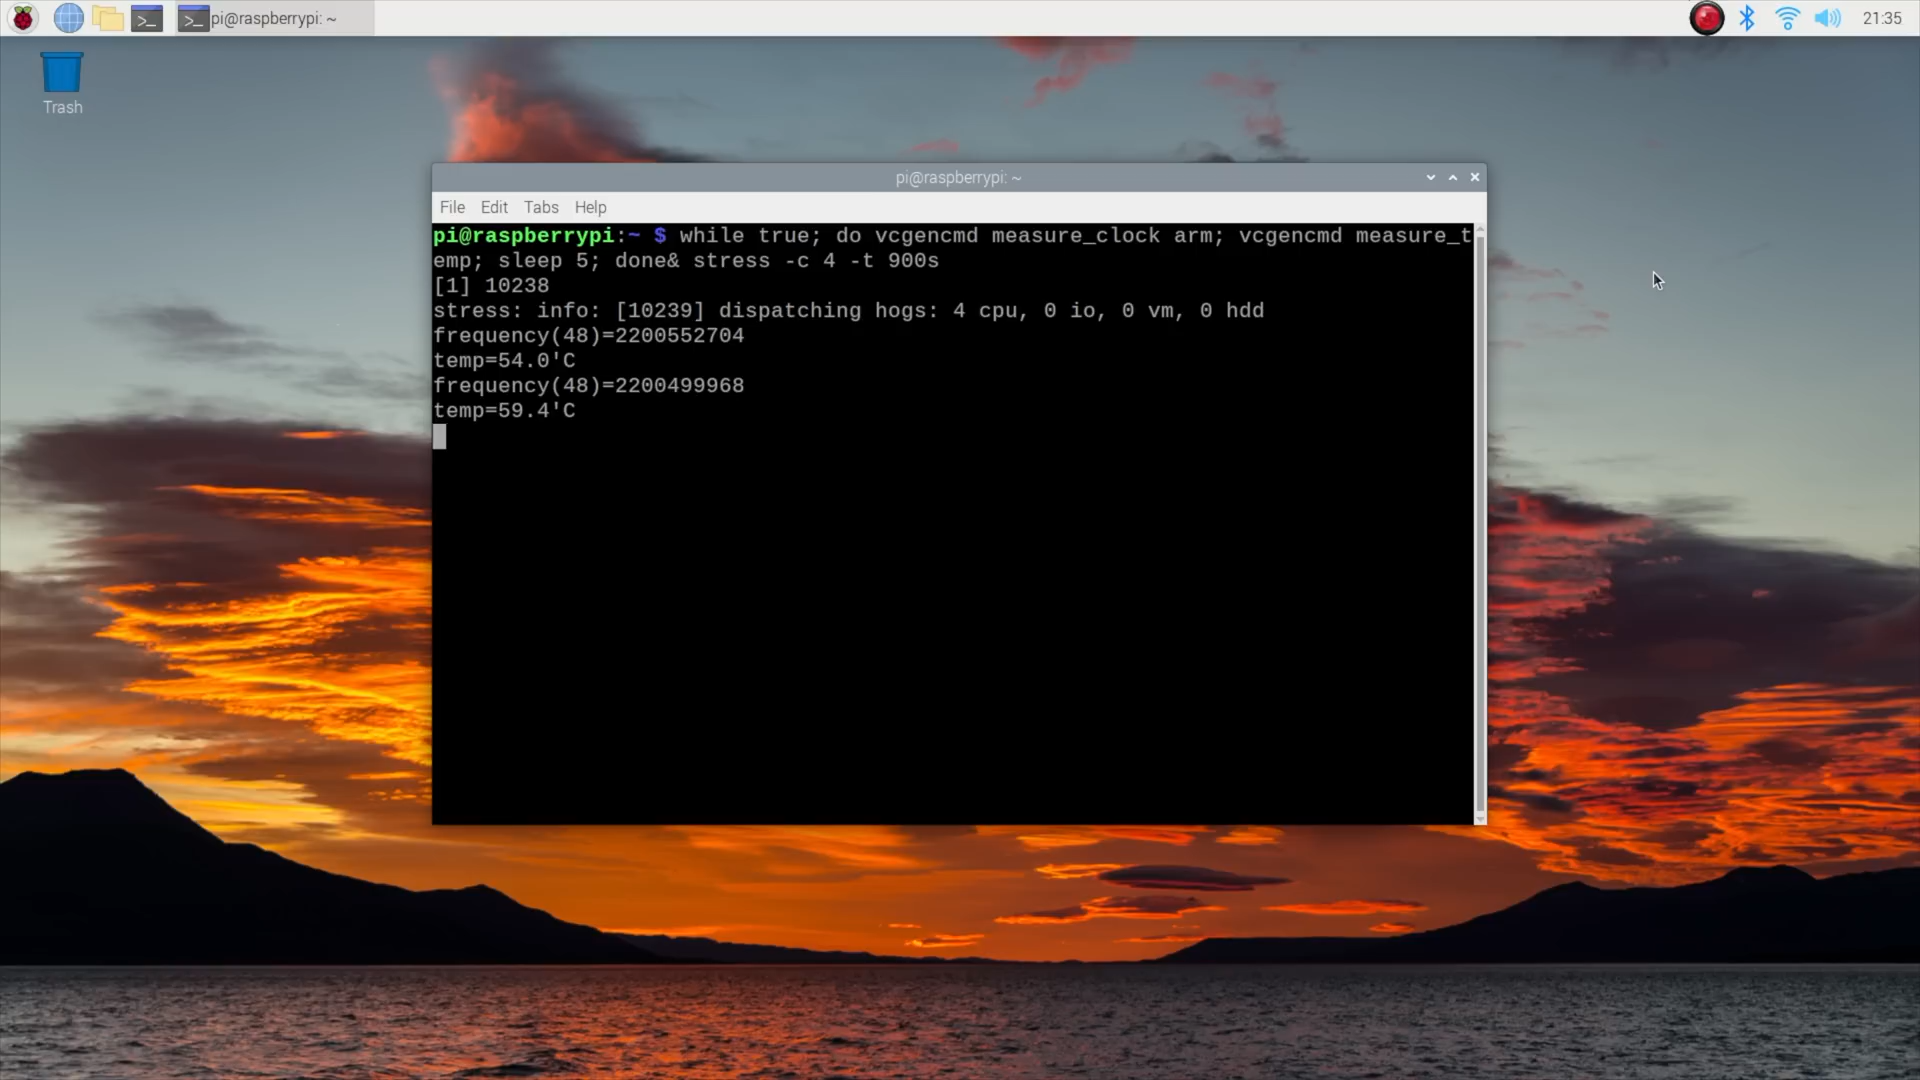 pi@raspberrypi: ~
21:35
Trash
pi@raspberrypi: ~
File Edit Tabs Help
pi@raspberrypi:~ $ while true; do vcgencmd measure_clock arm; vcgencmd measure_t
emp; sleep 5; done& stress -c 4 -t 900s
[1] 10238
stress: info: [10239] dispatching hogs: 4 cpu, 0 io, 0 vm, 0 hdd
frequency(48)=2200552704
temp=54.0'C
frequency(48)=2200499968
temp=59.4'C